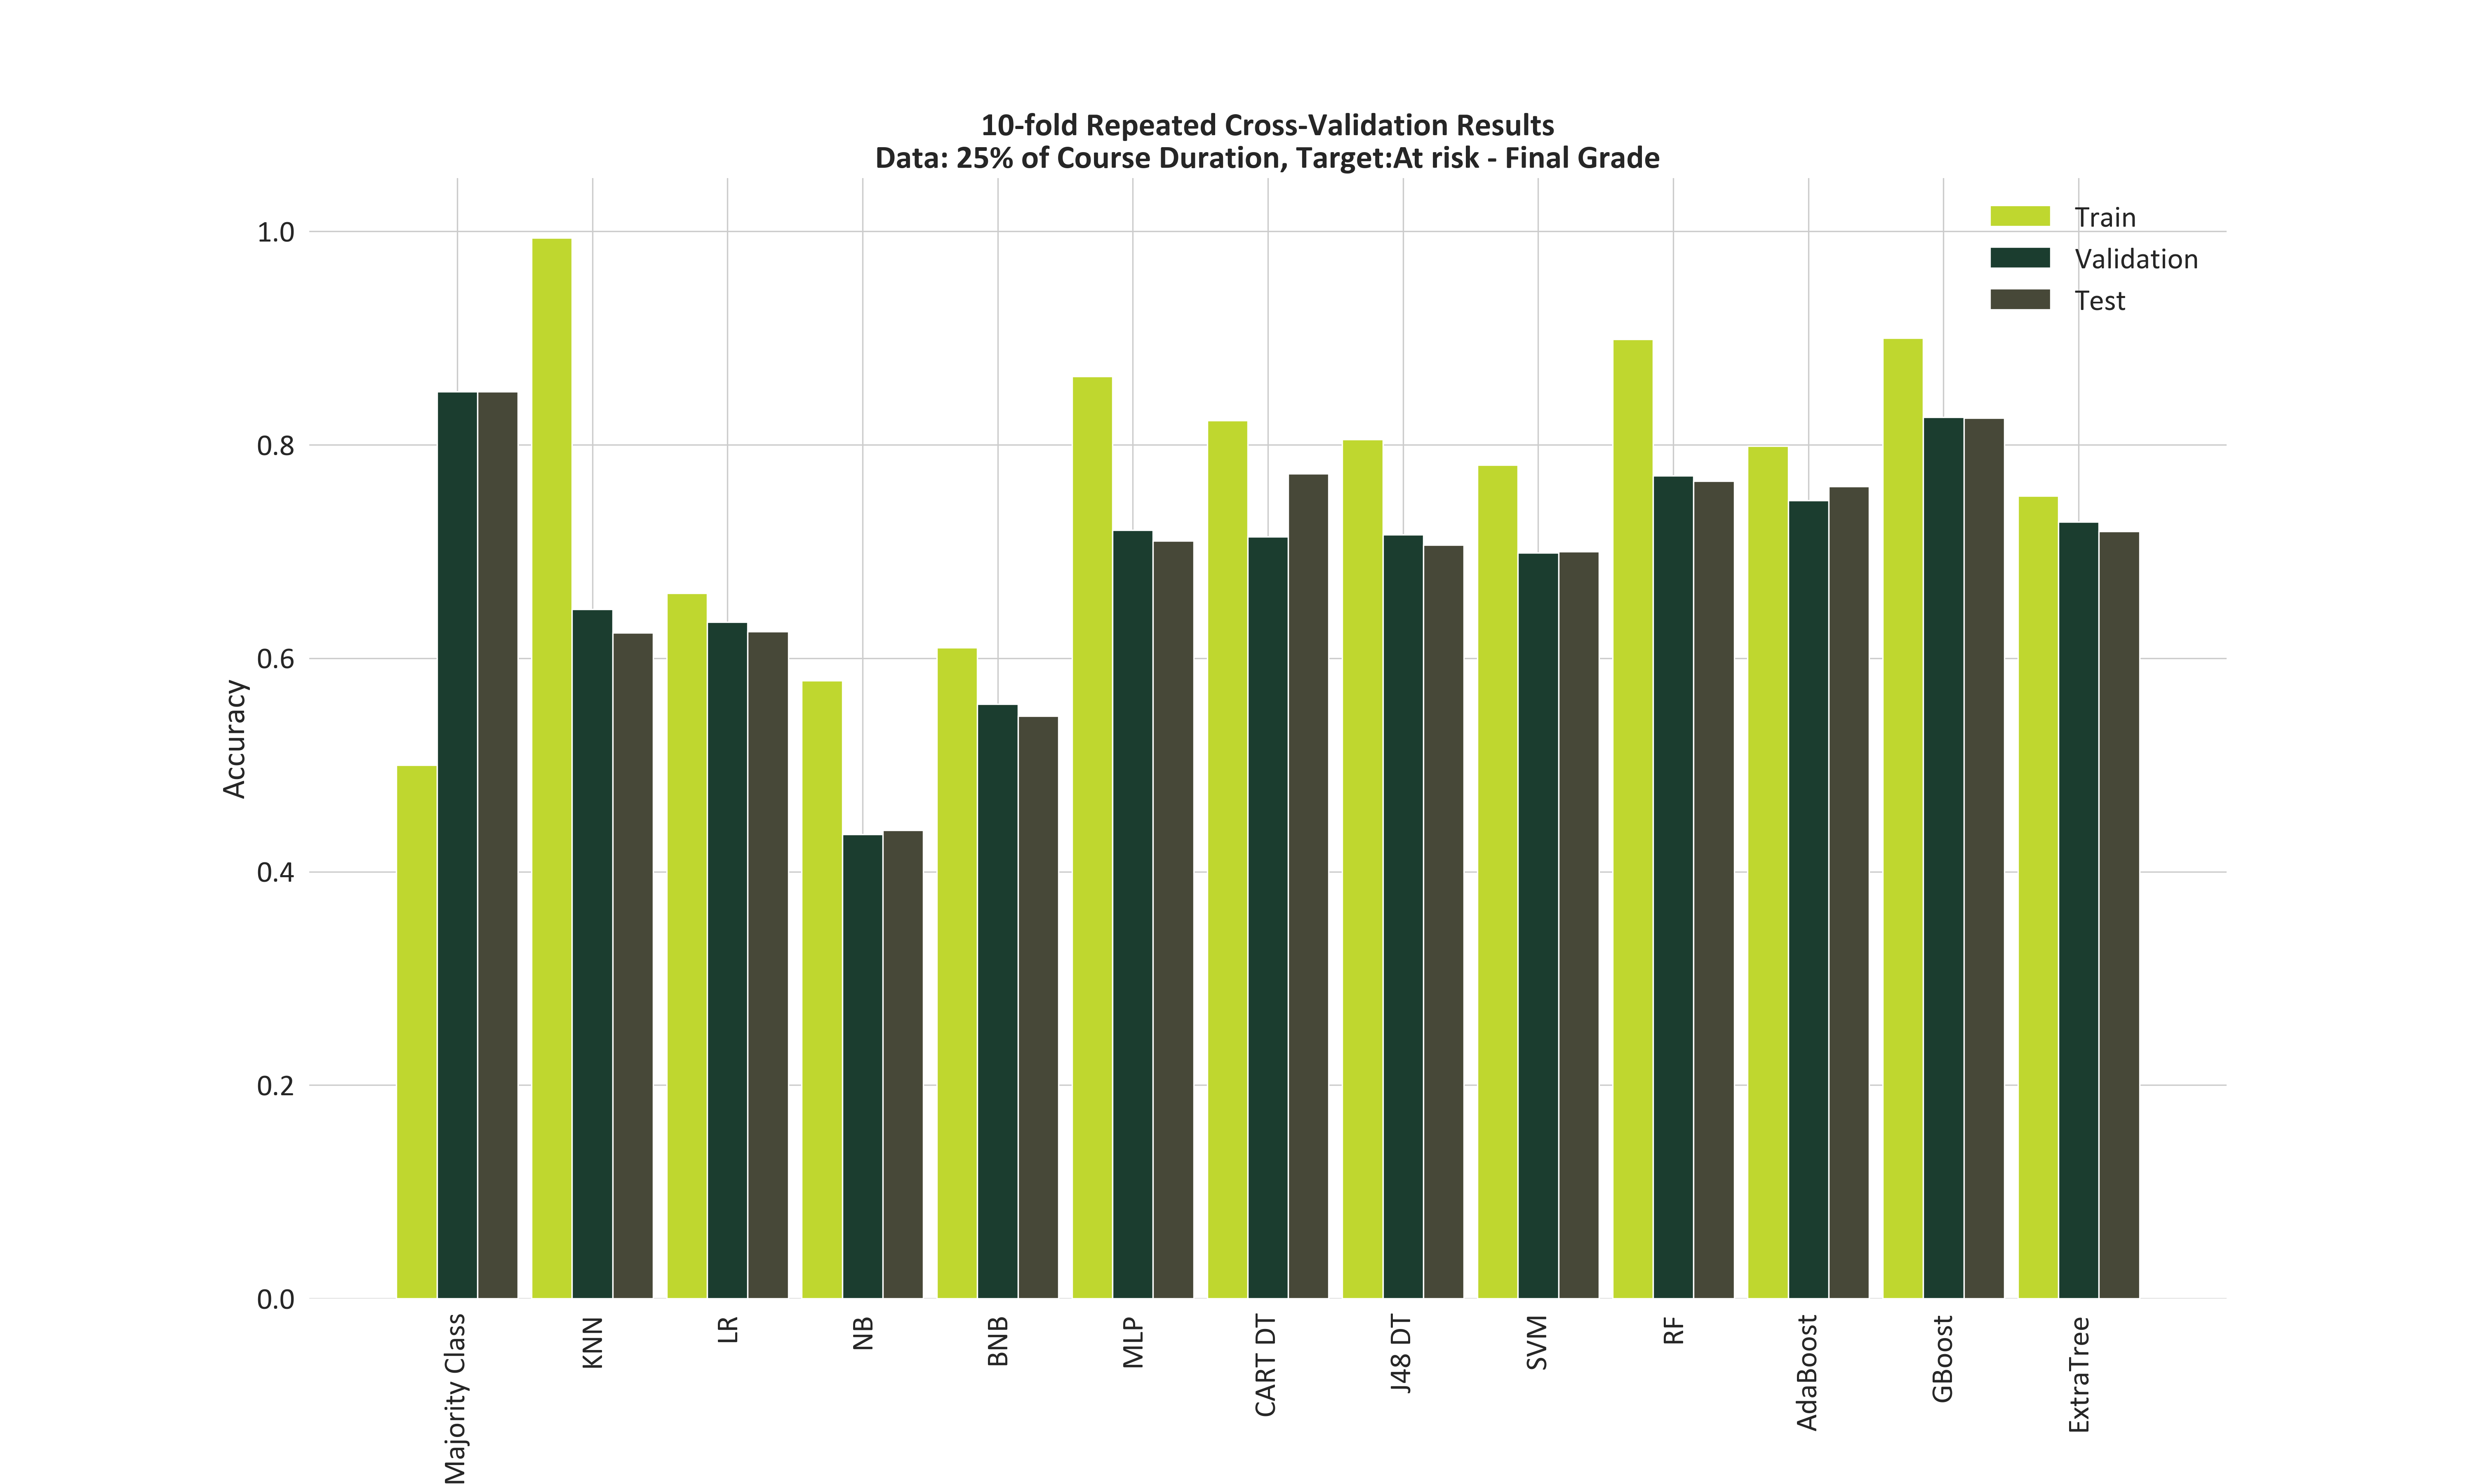 10-fold Repeated Cross-Validation Results
Data: 25% of Course Duration, Target:At risk - Final Grade
Train
Validation
Test
Accuracy
1.0
0.8
0.6
0.4
0.2
0.0
Majority Class
KNN
LR
NB
BNB
MLP
CART DT
J48 DT
SVM
RF
AdaBoost
GBoost
ExtraTree